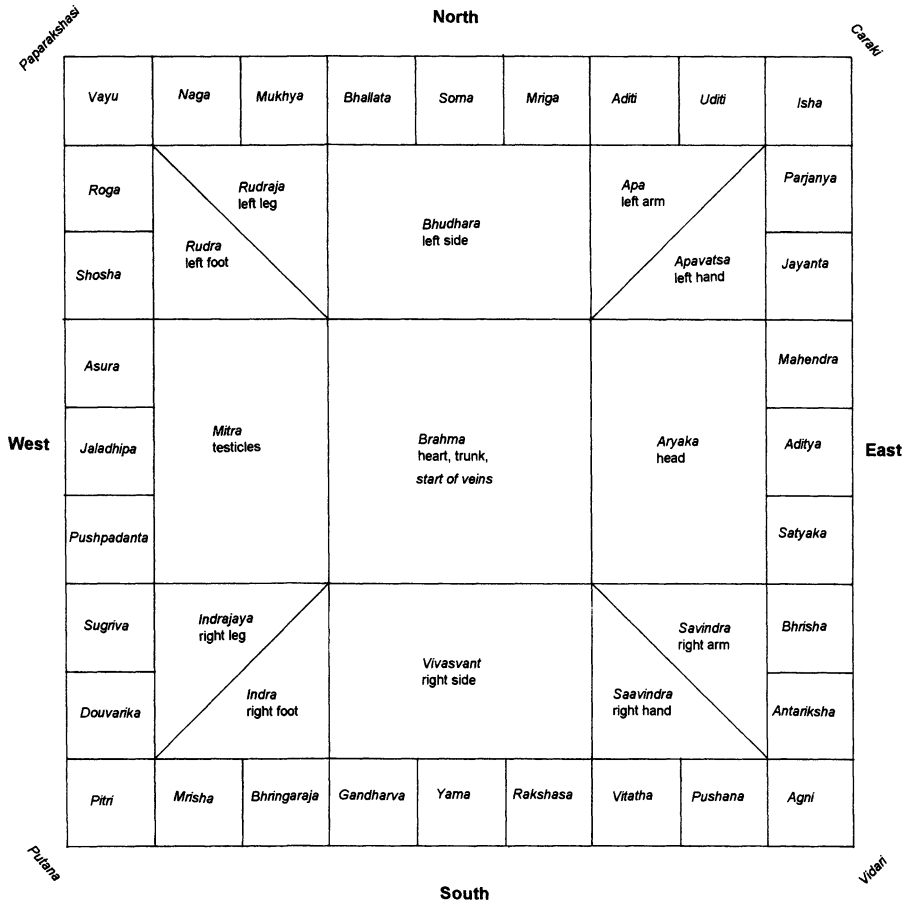 North
Paparakshasi
Caraki
Vayu
Naga
Mukhya
Bhallata
Soma
Mriga
Aditi
Uditi
Isha
Roga
Rudraja
left leg
Apa
left arm
Parjanya
Bhudhara
left side
Rudra
left foot
Apavatsa
left hand
Shosha
Jayanta
Asura
Mahendra
West
Jaladhipa
Mitra
testicles
Brahma
heart, trunk,
start of veins
Aryaka
head
Aditya
East
Pushpadanta
Satyaka
Sugriva
Indrajaya
right leg
Savindra
right arm
Bhrisha
Vivasvant
right side
Douvarika
Indra
right foot
Saavindra
right hand
Antariksha
Pitri
Mrisha
Bhringaraja
Gandharva
Yama
Rakshasa
Vitatha
Pushana
Agni
Putana
Vidari
South